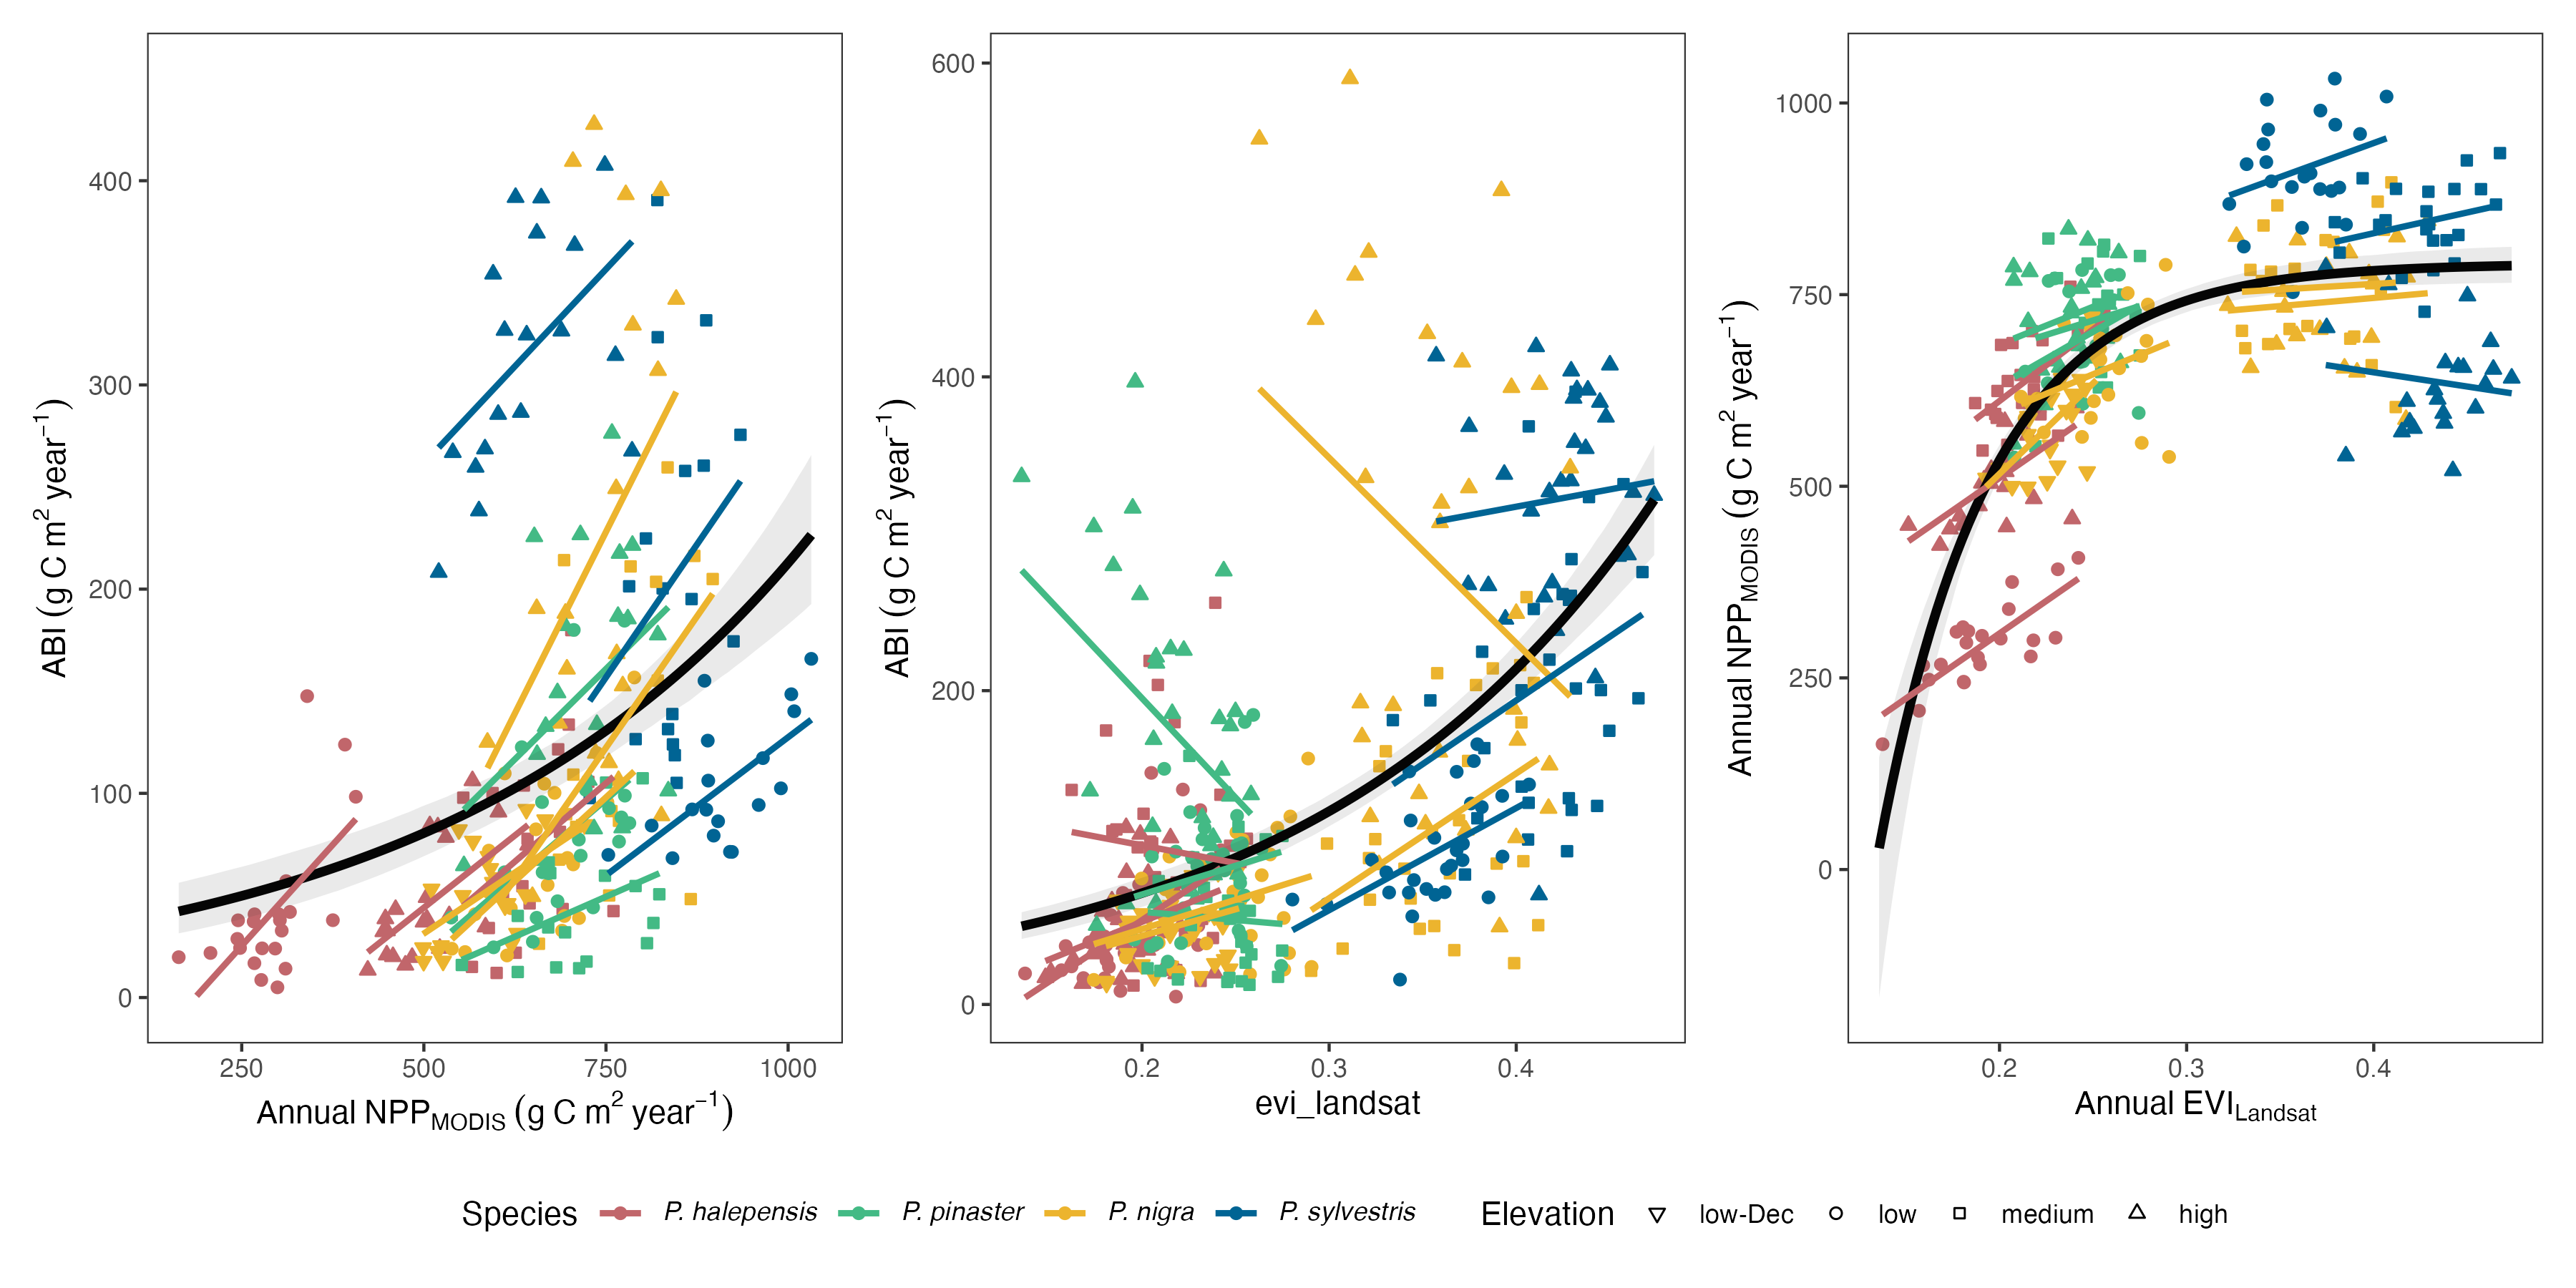 ABI (g C m² year⁻¹)
400
300
200
100
0
250 500 750 1000
Annual NPP_MODIS (g C m² year⁻¹)
ABI (g C m² year⁻¹)
600
400
200
0
0.2 0.3 0.4
evi_landsat
Annual NPP_MODIS (g C m² year⁻¹)
1000
750
500
250
0
0.2 0.3 0.4
Annual EVI_Landsat
Species P. halepensis P. pinaster P. nigra P. sylvestris Elevation low-Dec low medium high